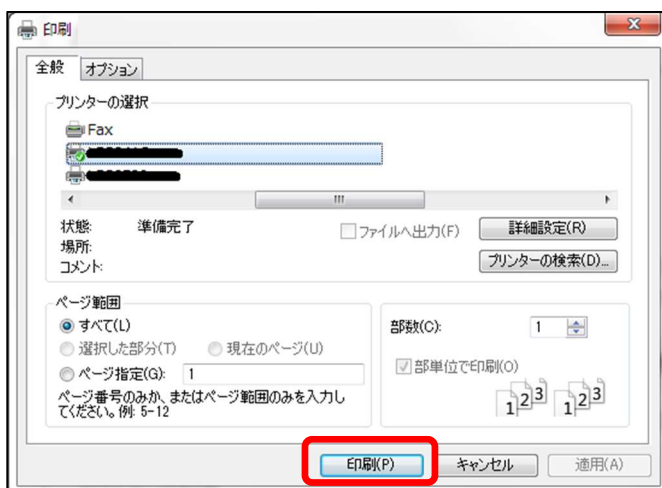 印刷
全般 オプション
プリンターの選択
Fax
状態: 準備完了
ファイルへ出力(F)
詳細設定(R)
場所:
プリンターの検索(D)...
コメント:
ページ範囲
すべて(L)
選択した部分(T) 現在のページ(U)
ページ指定(G): 1
ページ番号のみか、またはページ範囲のみを入力し
てください。例: 5-12
部数(C): 1
部単位で印刷(O)
1 2 3 1 2 3
印刷(P) キャンセル 適用(A)